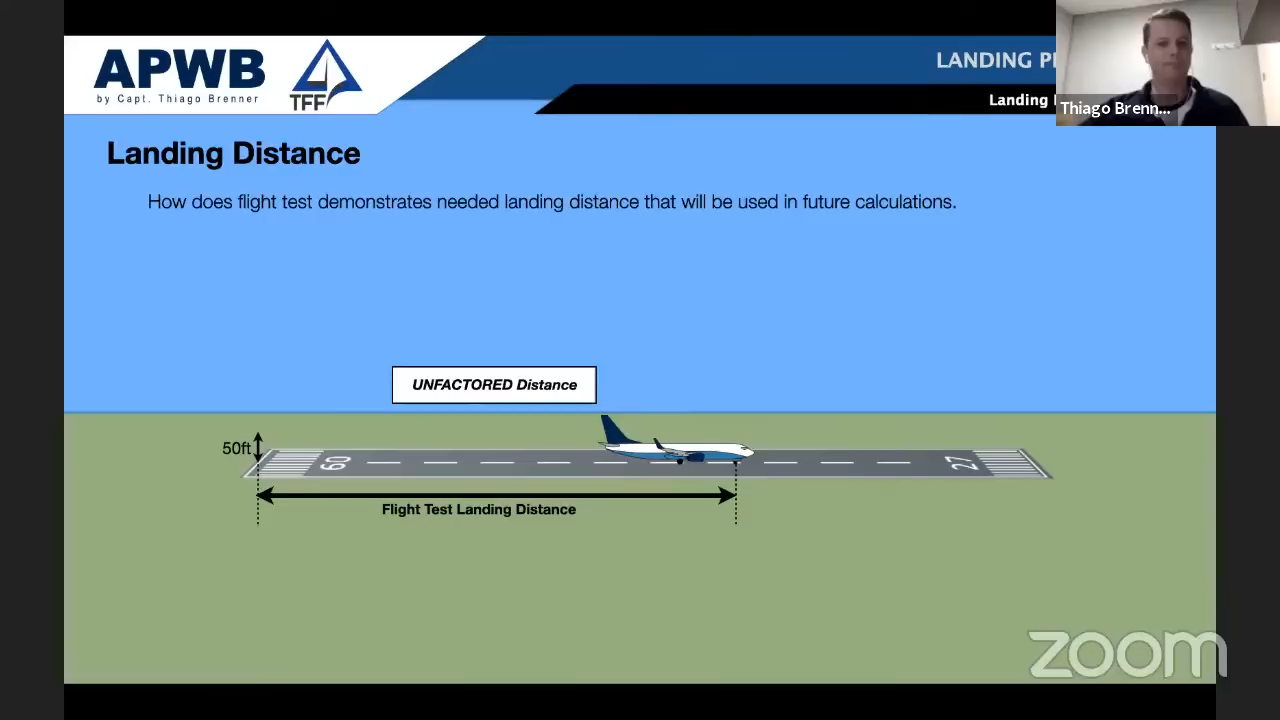 APWB
by Capt. Thiago Brenner
TFF
LANDING P
Landing
Thiago Brenn...
Landing Distance
How does flight test demonstrates needed landing distance that will be used in future calculations.
UNFACTORED Distance
50ft
09
27
Flight Test Landing Distance
zoom